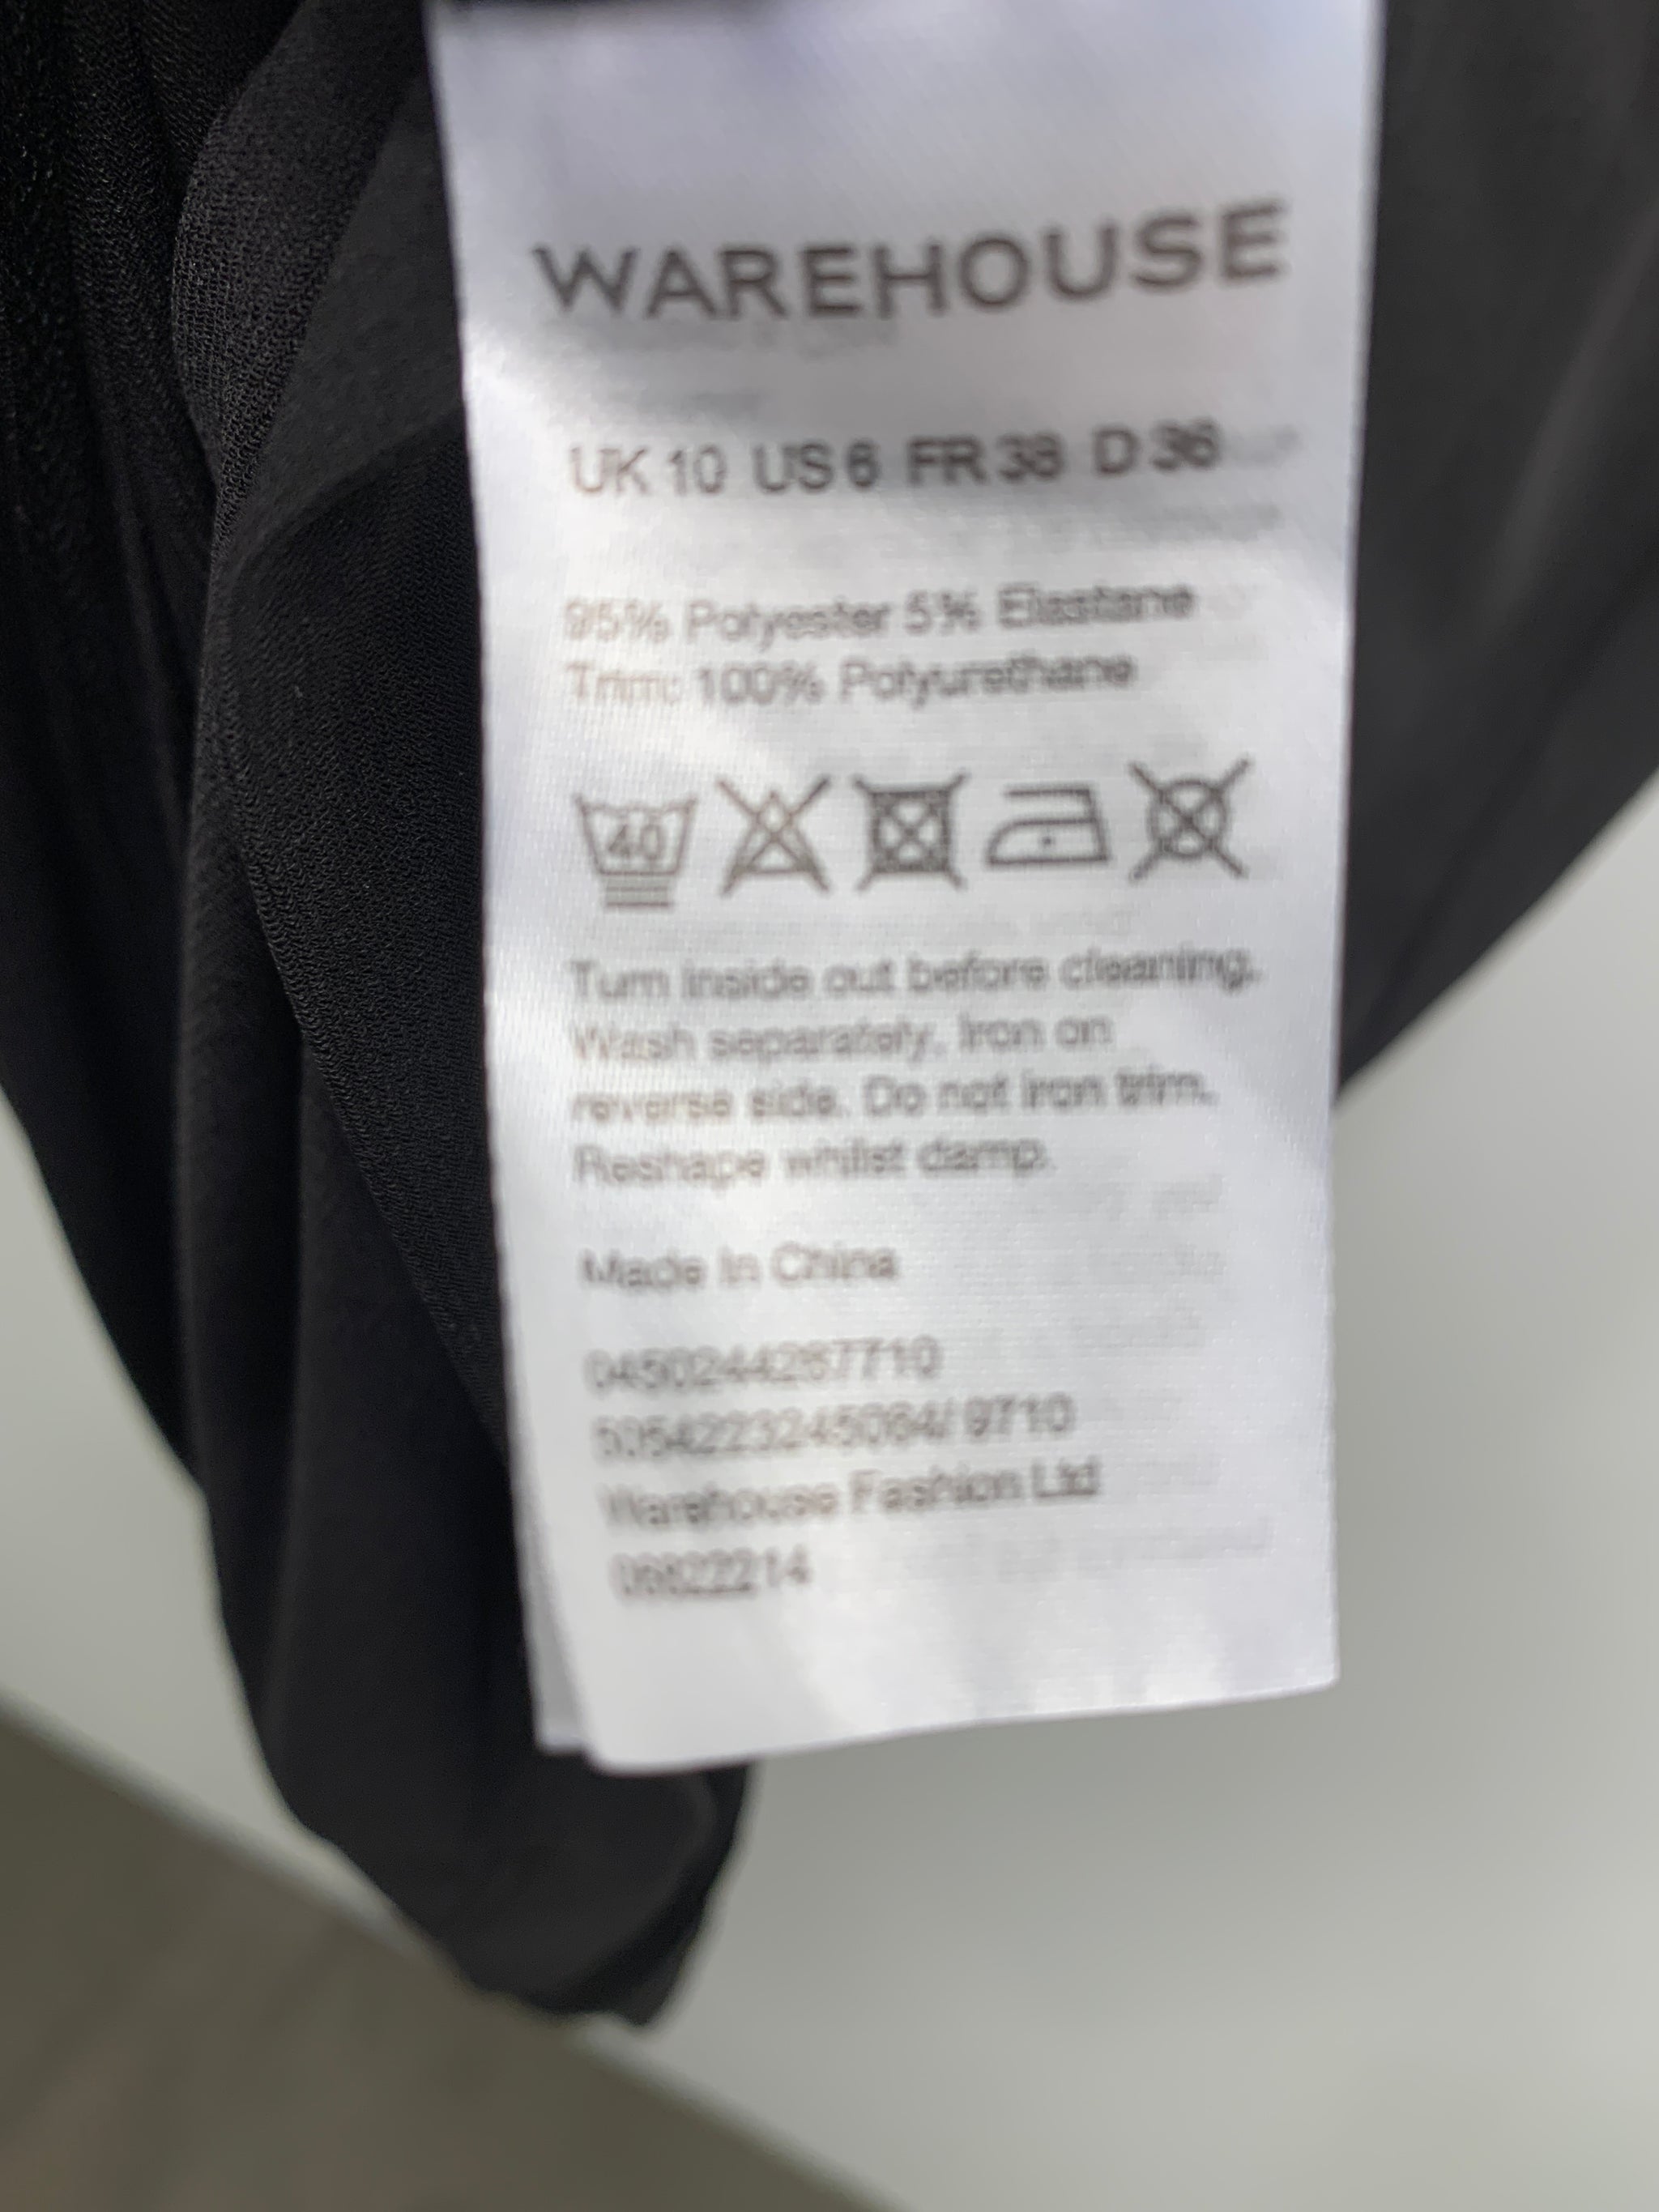 WAREHOUSE
UK 10 US 6 FR 38 D 36
95% Polyester 5% Elastane
Trim: 100% Polyurethane
40
Turn inside out before cleaning.
Wash separately. Iron on
reverse side. Do not iron trim.
Reshape whilst damp.
Made In China
Warehouse Fashion Ltd